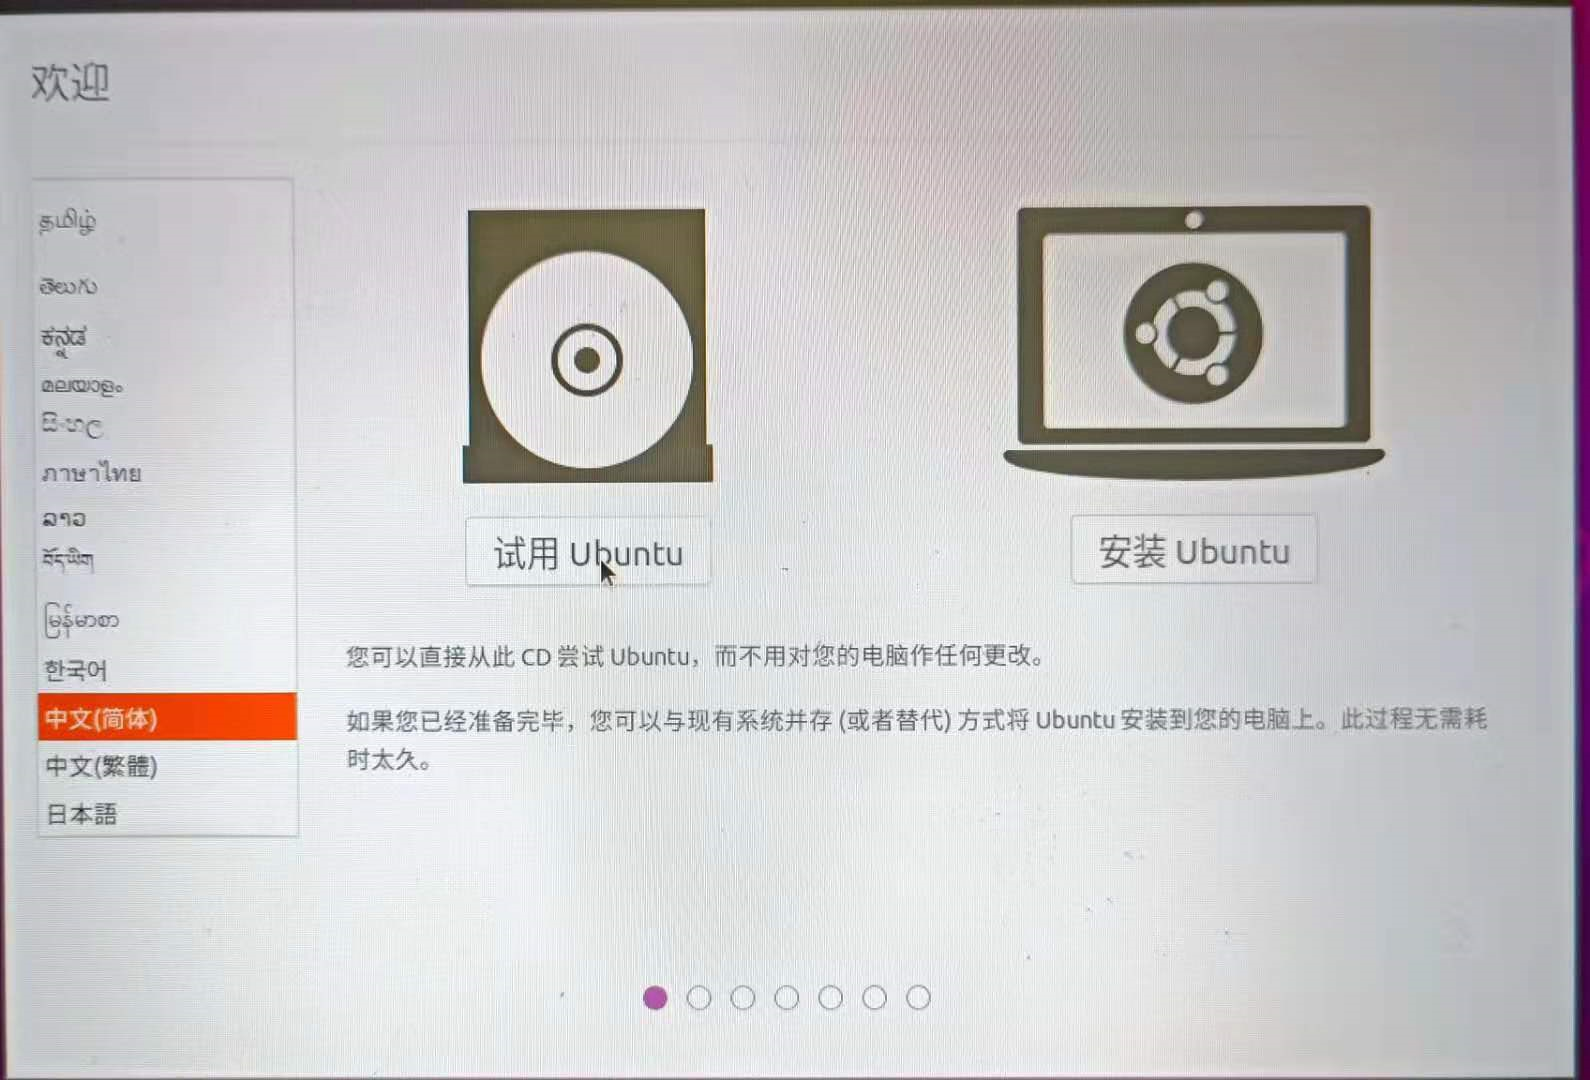 欢迎
தமிழ்
తెలుగు
ಕನ್ನಡ
മലയാളം
සිංහල
ภาษาไทย
ລາວ
བོད་ཡིག
မြန်မာစာ
한국어
中文(简体)
中文(繁體)
日本語
试用 Ubuntu
安装 Ubuntu
您可以直接从此 CD 尝试 Ubuntu，而不用对您的电脑作任何更改。
如果您已经准备完毕，您可以与现有系统并存 (或者替代) 方式将 Ubuntu 安装到您的电脑上。此过程无需耗
时太久。